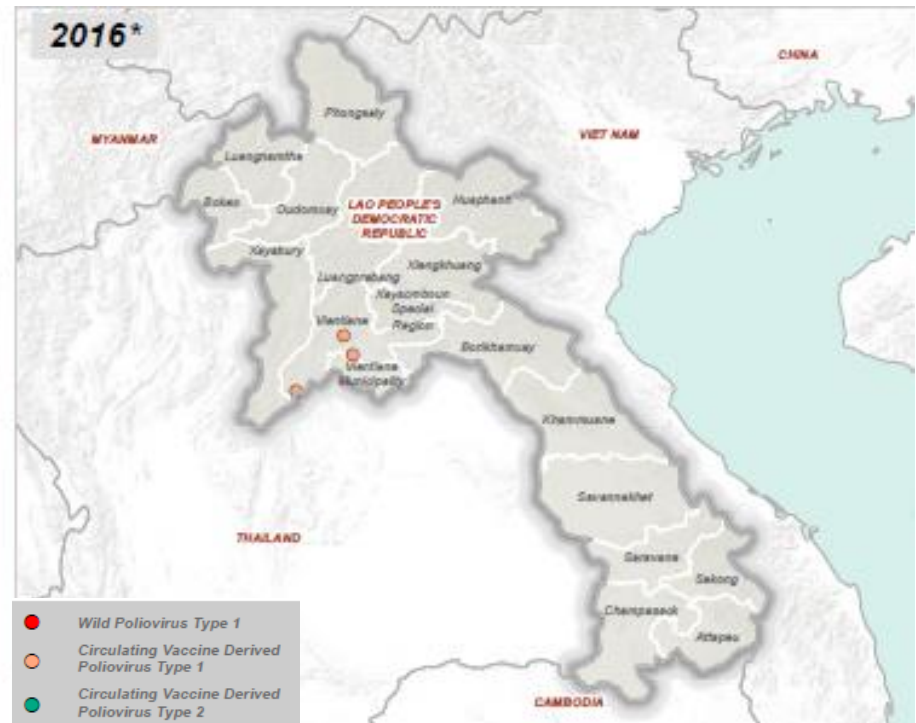 2016*
CHINA
MYANMAR
VIET NAM
Phongsaly
Luangnamtha
Bokeo
Oudomxay
LAO PEOPLE'S
DEMOCRATIC
REPUBLIC
Huaphanh
Xayabury
Luangprabang
Xiangkhuang
Xaysomboun
Special
Region
Vientiane
Vientiane
Municipality
Borikhamxay
Khammuane
Savannakhet
THAILAND
Saravane
Sekong
Champasack
Attapeu
CAMBODIA
Wild Poliovirus Type 1
Circulating Vaccine Derived
Poliovirus Type 1
Circulating Vaccine Derived
Poliovirus Type 2